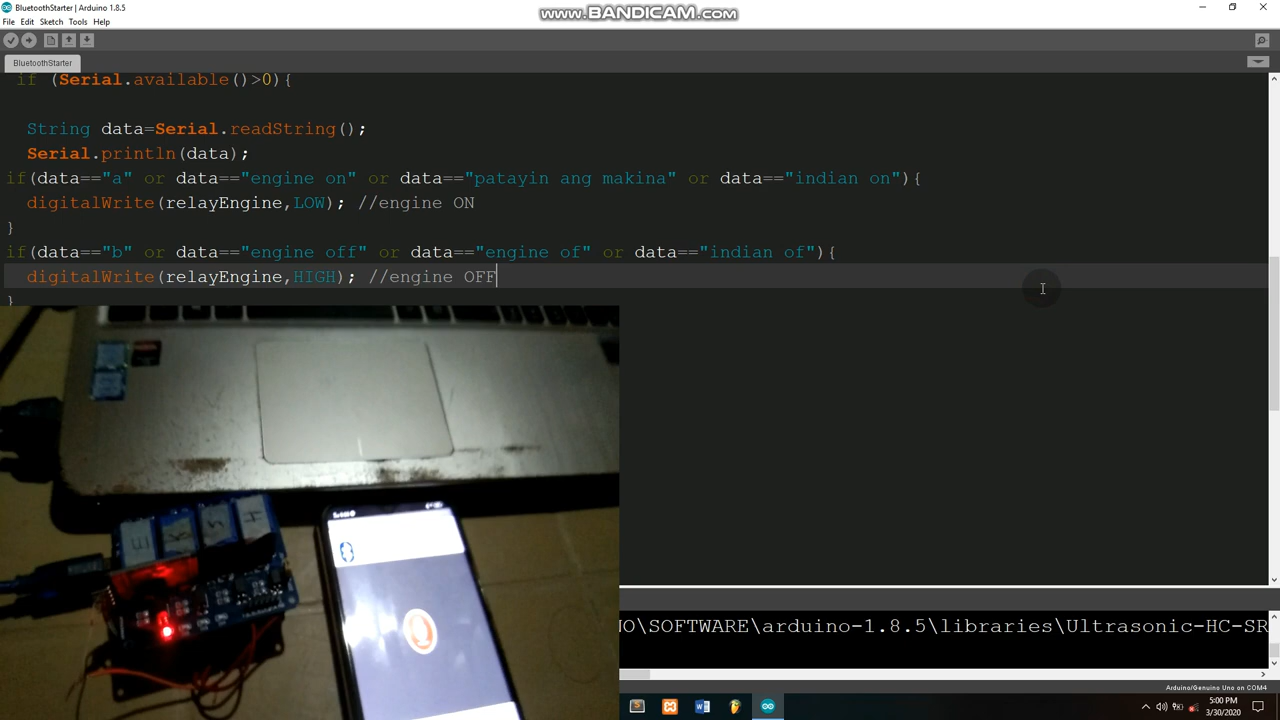 BluetoothStarter | Arduino 1.8.5
www.BANDICAM.com
File Edit Sketch Tools Help
BluetoothStarter
if (Serial.available()>0){
String data=Serial.readString();
Serial.println(data);
if(data=="a" or data=="engine on" or data=="patayin ang makina" or data=="indian on"){
digitalWrite(relayEngine,LOW); //engine ON
}
if(data=="b" or data=="engine off" or data=="engine of" or data=="indian of"){
digitalWrite(relayEngine,HIGH); //engine OFF
}
NO\SOFTWARE\arduino-1.8.5\libraries\Ultrasonic-HC-SR
Arduino/Genuino Uno on COM4
5:00 PM
3/30/2020